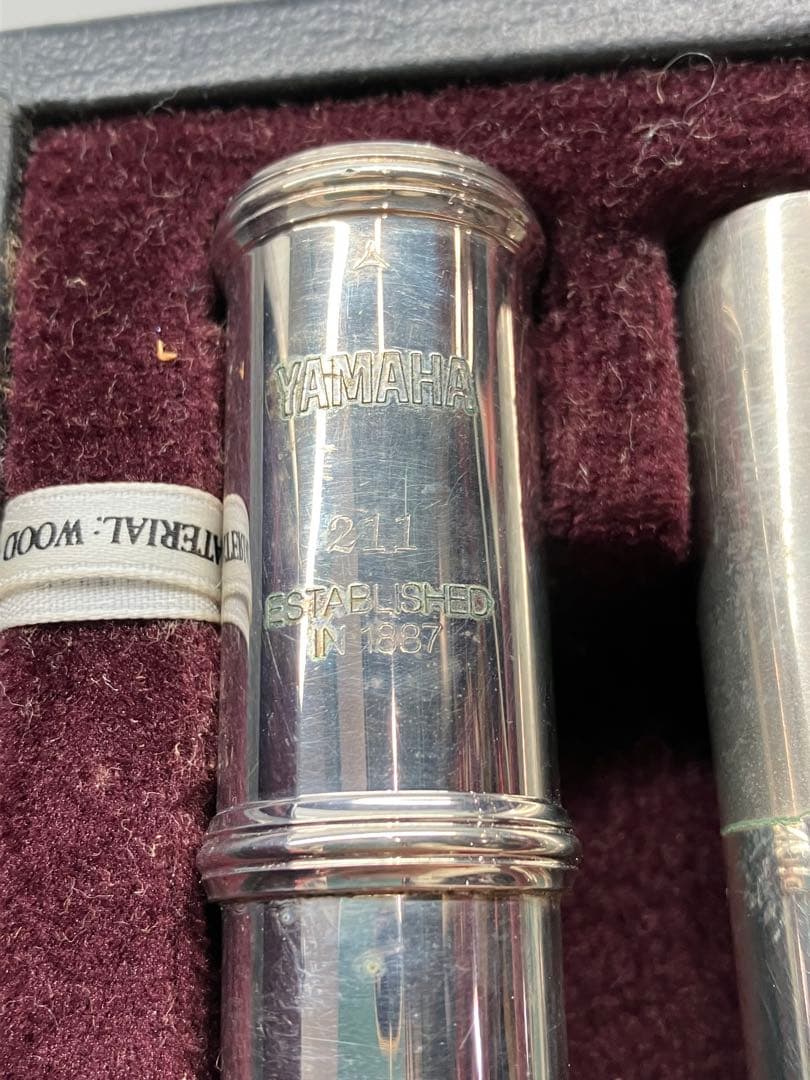 YAMAHA
211
ESTABLISHED
IN 1887
MATERIAL: WOOD